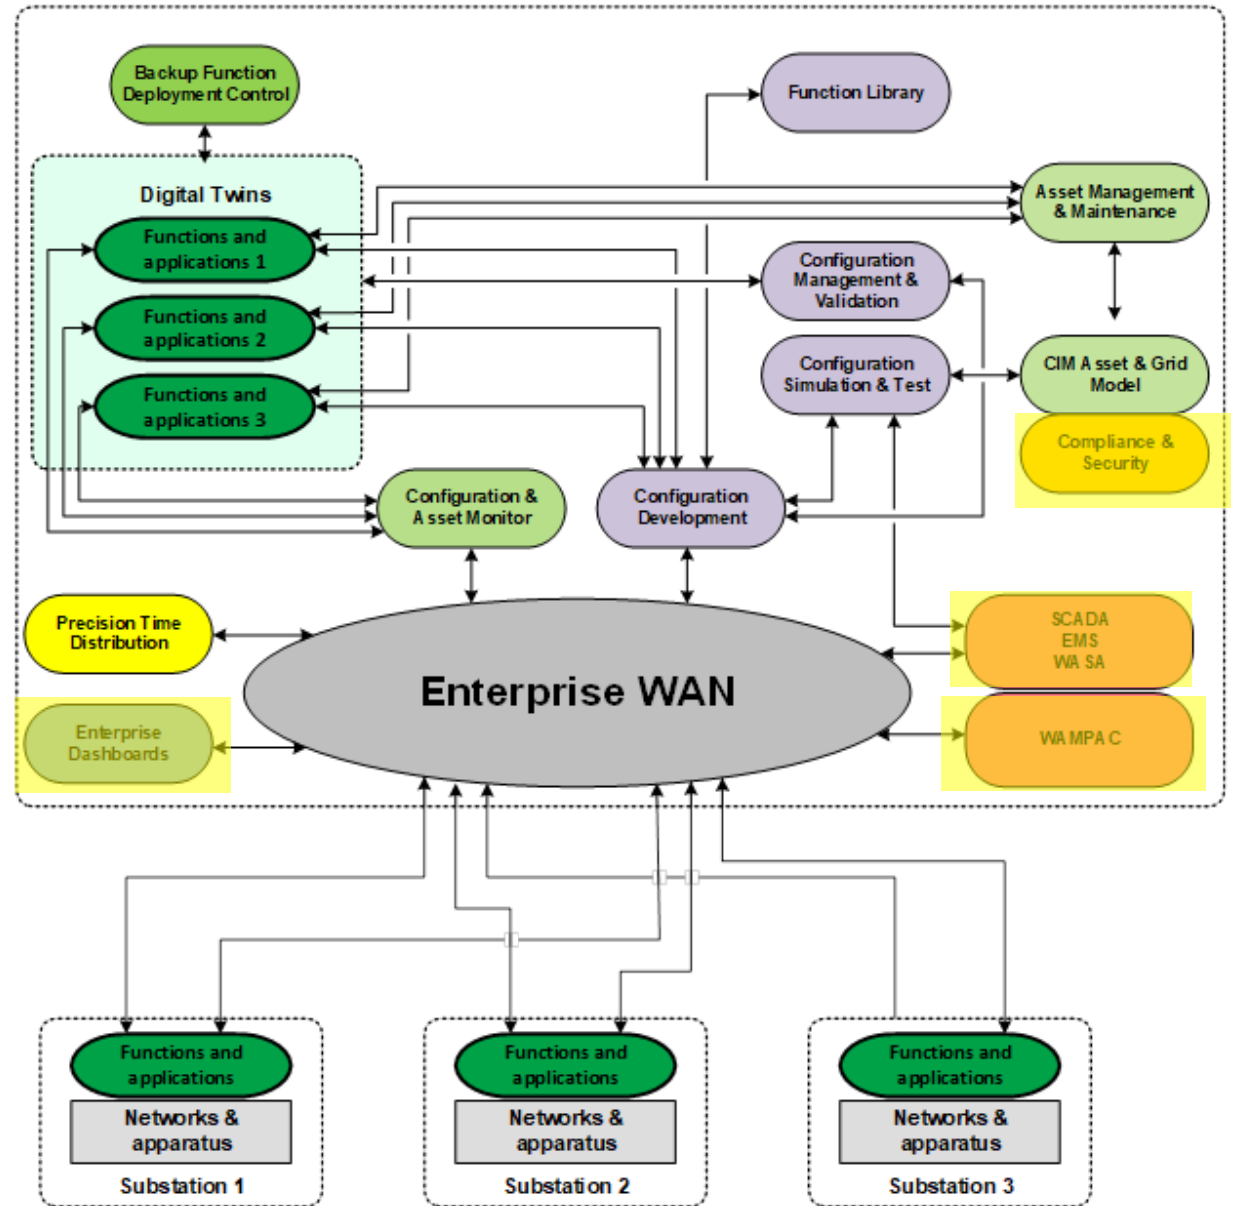 Backup Function
Deployment Control
Function Library
Digital Twins
Asset Management
& Maintenance
Functions and
applications 1
Configuration
Management &
Validation
Functions and
applications 2
Configuration
Simulation & Test
CIM Asset & Grid
Model
Functions and
applications 3
Compliance &
Security
Configuration &
Asset Monitor
Configuration
Development
Precision Time
Distribution
SCADA
EMS
WASA
Enterprise WAN
Enterprise
Dashboards
WAMPAC
Functions and
applications
Networks &
apparatus
Substation 1
Functions and
applications
Networks &
apparatus
Substation 2
Functions and
applications
Networks &
apparatus
Substation 3